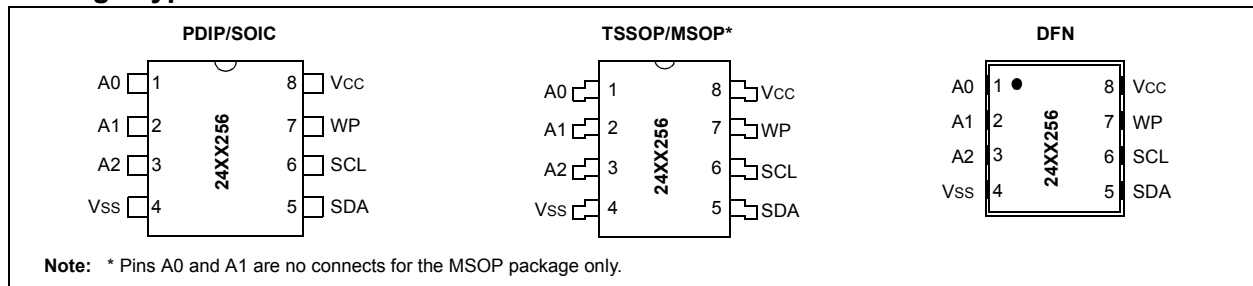 PDIP/SOIC
A0 1 8 VCC
A1 2 7 WP
A2 3 6 SCL
VSS 4 5 SDA
24XX256
TSSOP/MSOP*
A0 1 8 VCC
A1 2 7 WP
A2 3 6 SCL
VSS 4 5 SDA
24XX256
DFN
A0 1 8 VCC
A1 2 7 WP
A2 3 6 SCL
VSS 4 5 SDA
24XX256
Note: * Pins A0 and A1 are no connects for the MSOP package only.